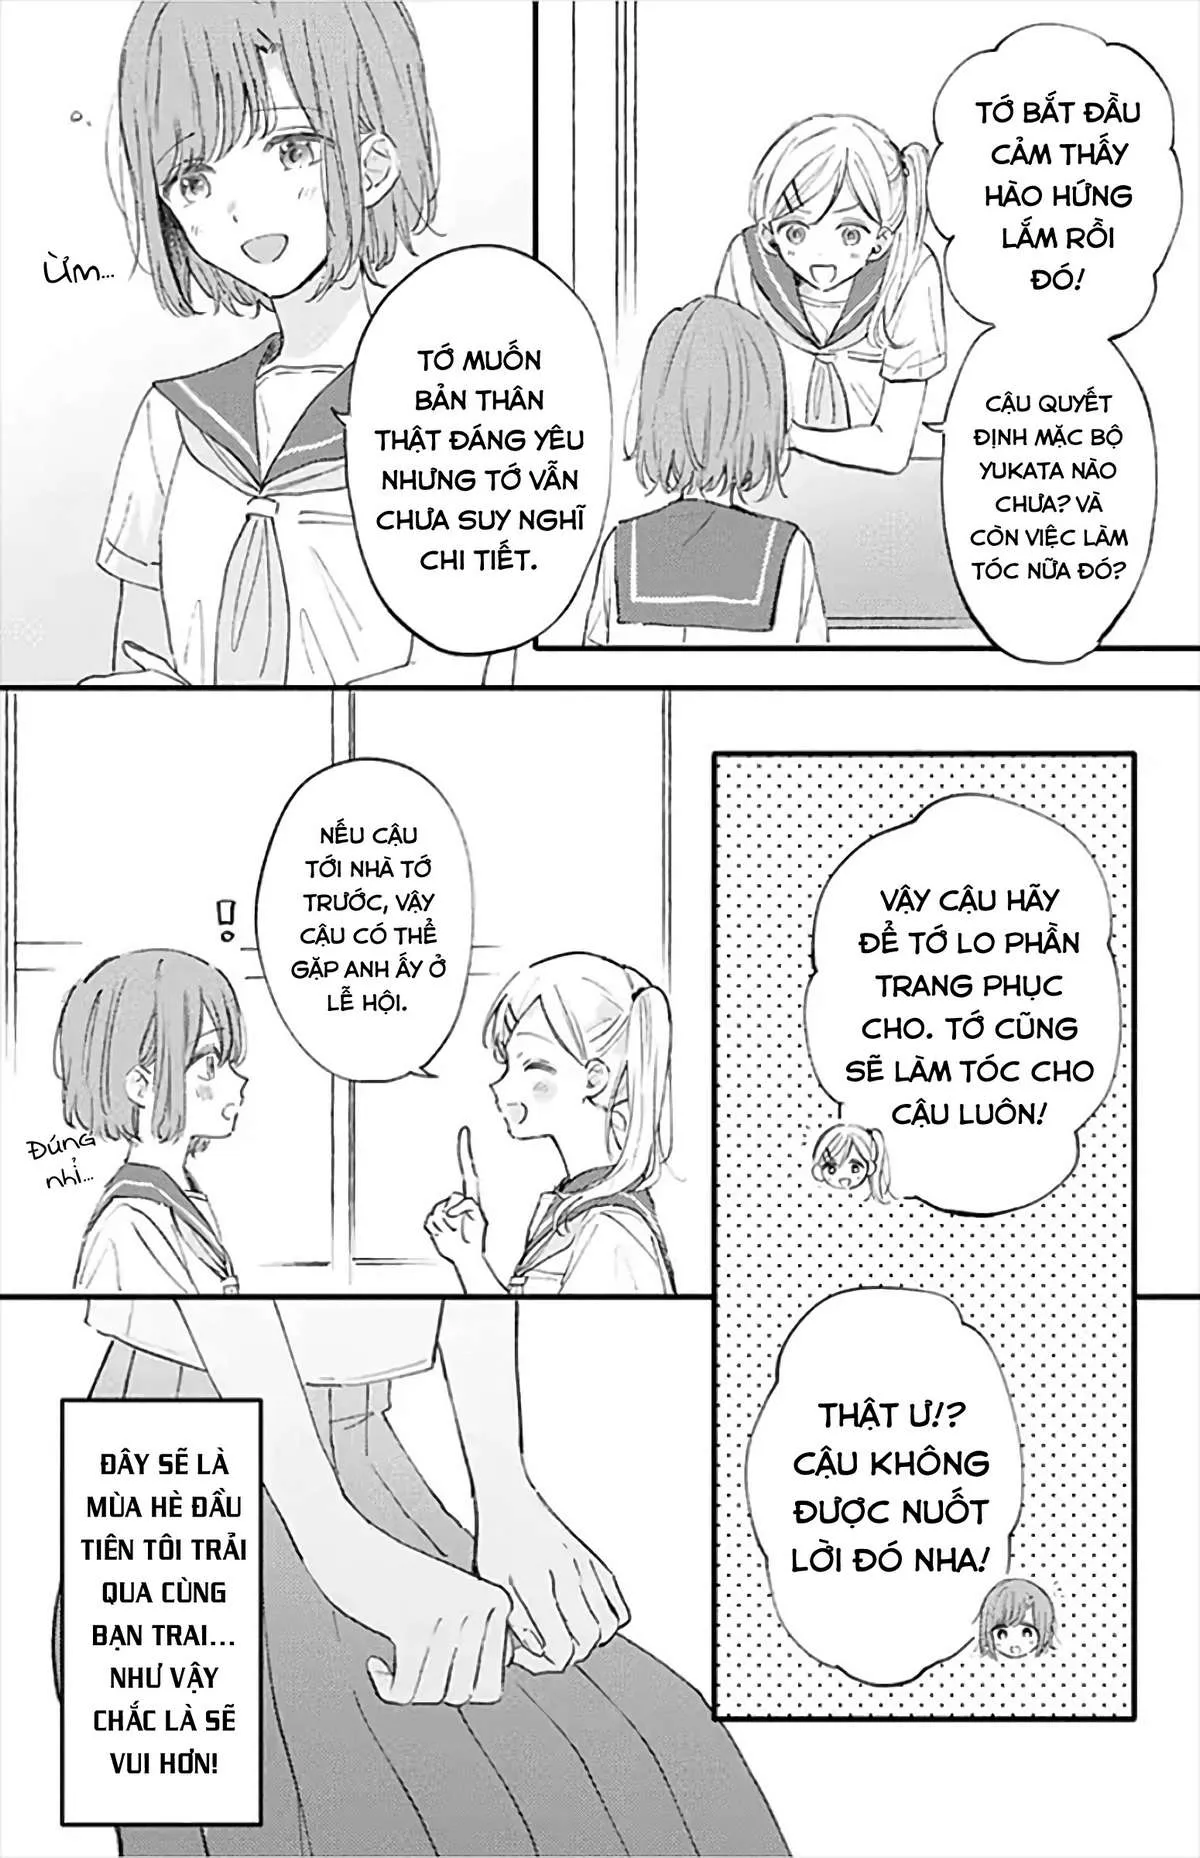 TỚ BẮT ĐẦU
CẢM THẤY
HÀO HỨNG
LẮM RỒI
ĐÓ!
CẬU QUYẾT
ĐỊNH MẶC BỘ
YUKATA NÀO
CHƯA? VÀ
CÒN VIỆC LÀM
TÓC NỮA ĐÓ?
Ừm...
TỚ MUỐN
BẢN THÂN
THẬT ĐÁNG YÊU
NHƯNG TỚ VẪN
CHƯA SUY NGHĨ
CHI TIẾT.
VẬY CẬU HÃY
ĐỂ TỚ LO PHẦN
TRANG PHỤC
CHO. TỚ CŨNG
SẼ LÀM TÓC CHO
CẬU LUÔN!
THẬT Ư!?
CẬU KHÔNG
ĐƯỢC NUỐT
LỜI ĐÓ NHA!
NẾU CẬU
TỚI NHÀ TỚ
TRƯỚC, VẬY
CẬU CÓ THỂ
GẶP ANH ẤY Ở
LỄ HỘI.
!
Đúng
nhỉ...
ĐÂY SẼ LÀ
MÙA HÈ ĐẦU
TIÊN TÔI TRẢI
QUA CÙNG
BẠN TRAI...
NHƯ VẬY
CHẮC LÀ SẼ
VUI HƠN!